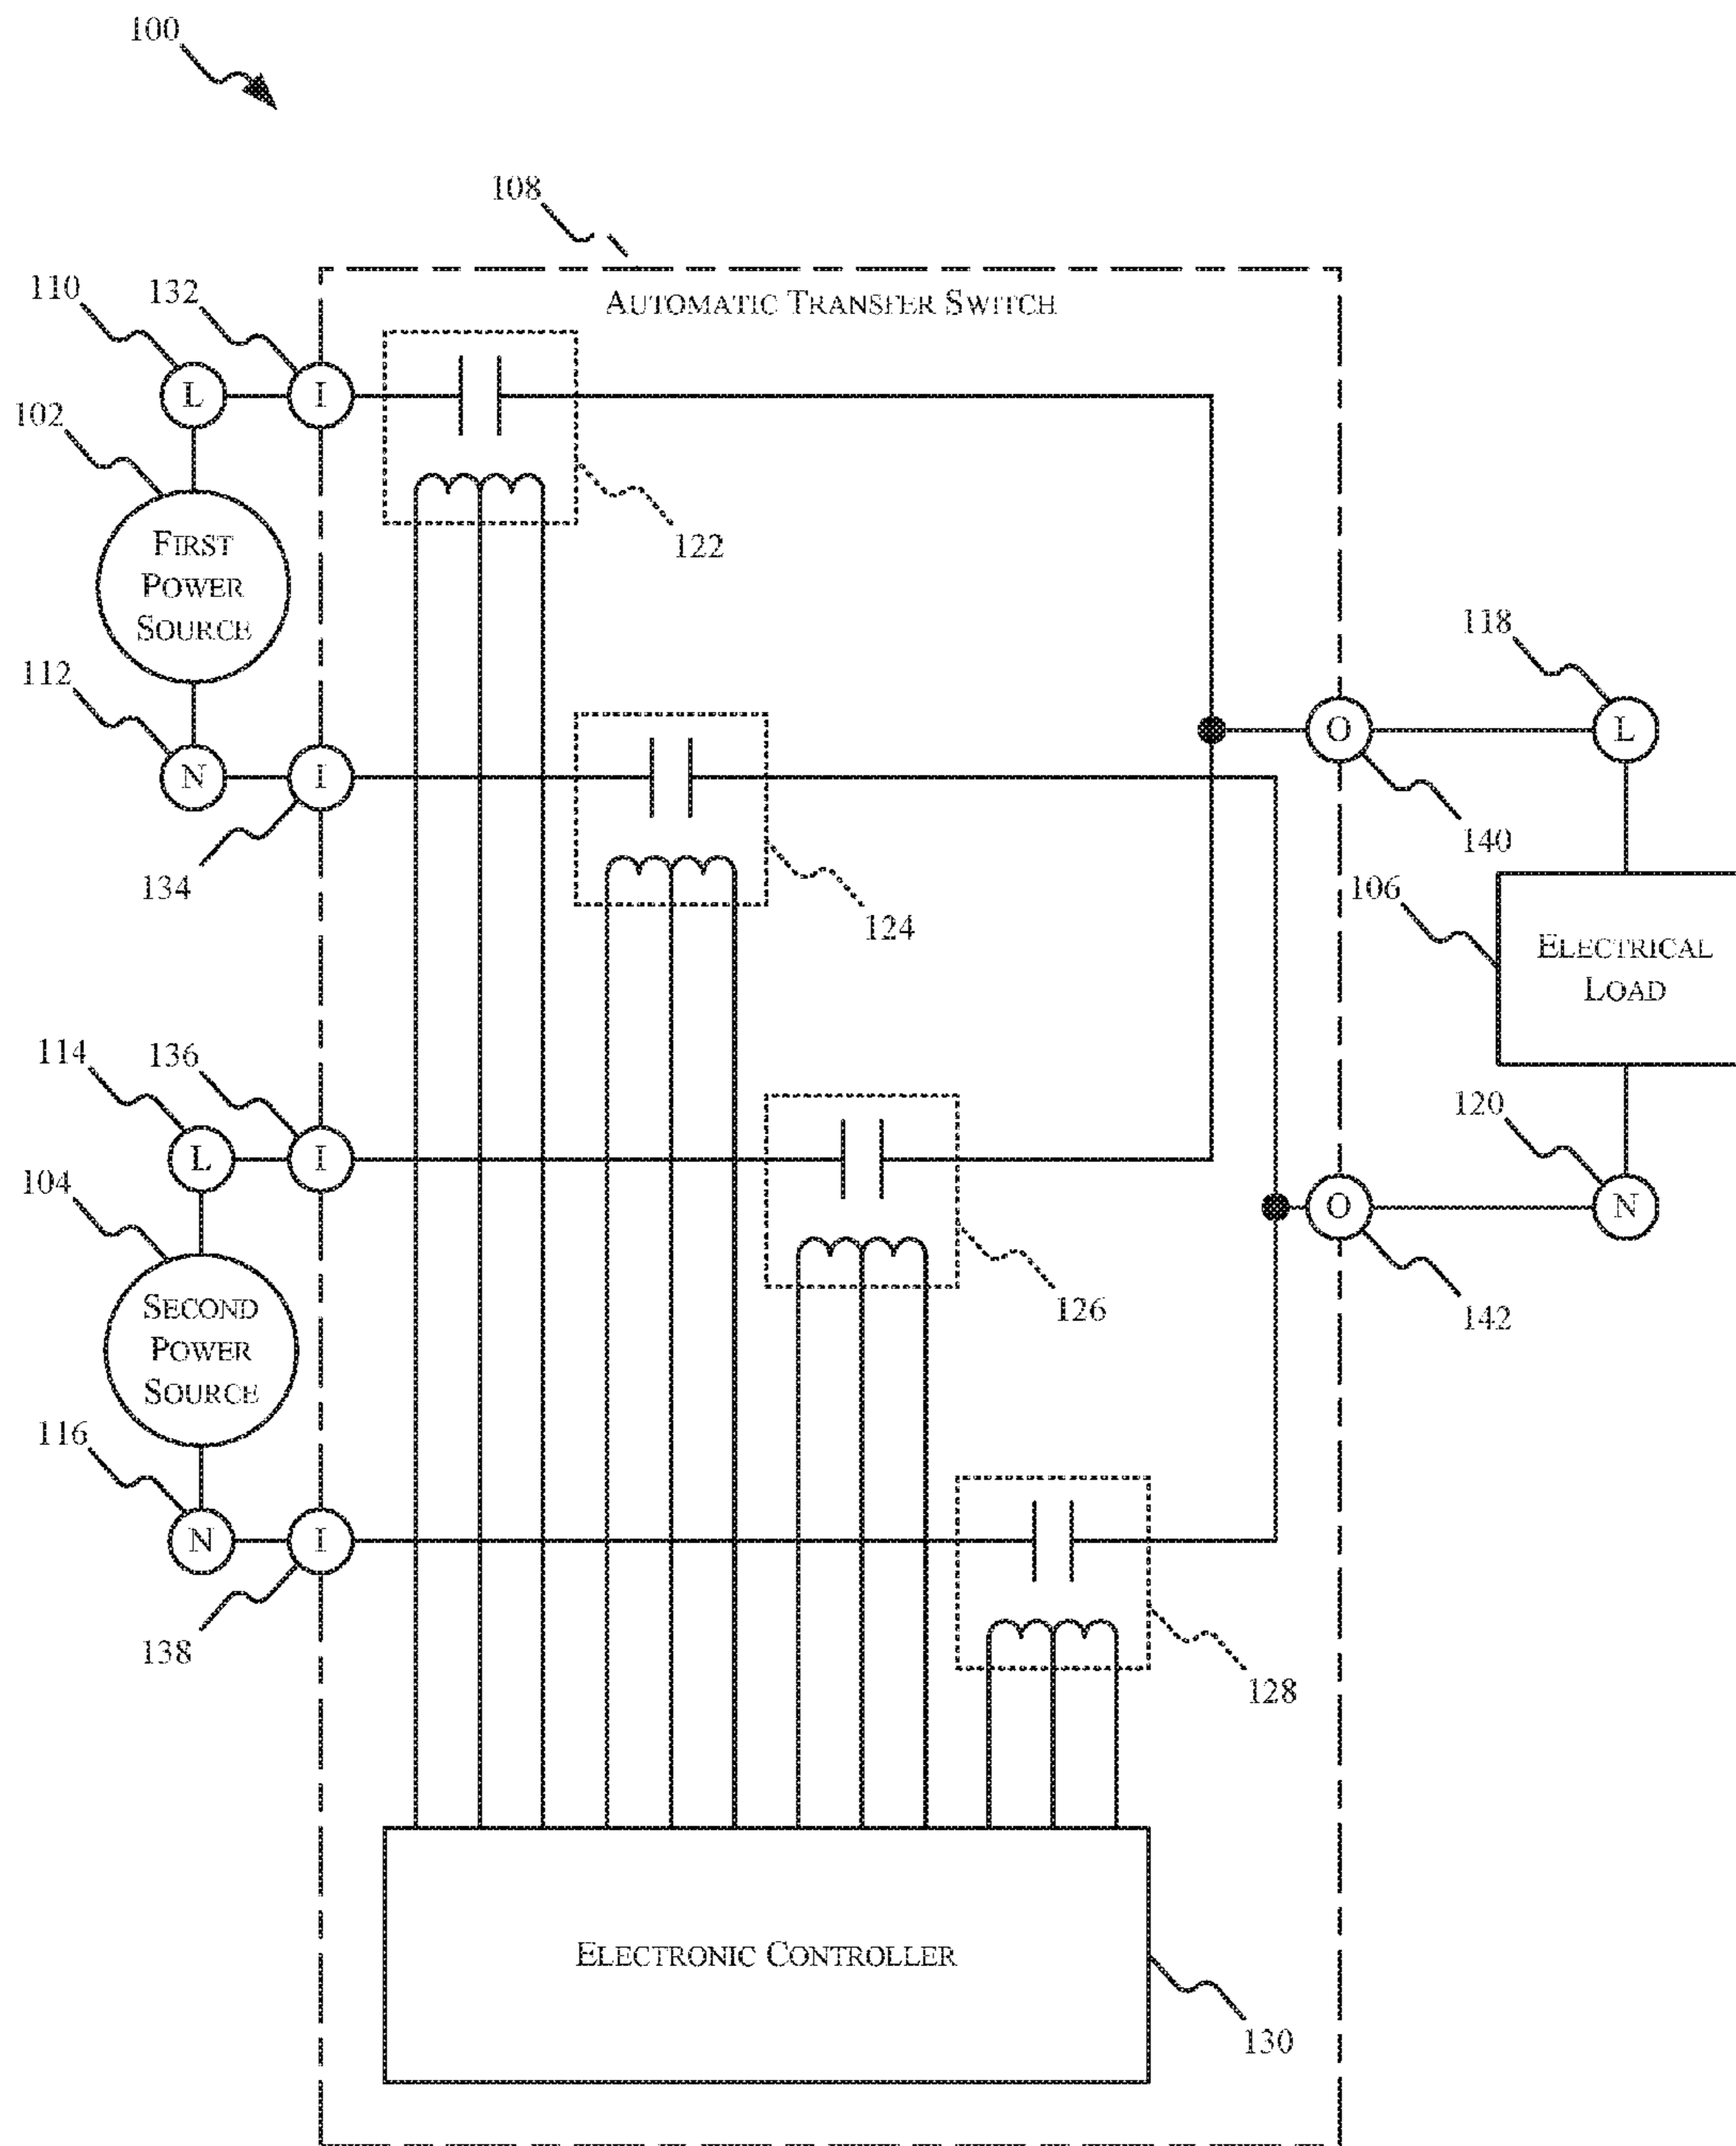 100
108
AUTOMATIC TRANSFER SWITCH
110
132
L
I
102
FIRST
POWER
SOURCE
122
112
N
I
134
124
118
O
L
140
106
ELECTRICAL
LOAD
114
136
L
I
104
SECOND
POWER
SOURCE
126
120
O
N
142
116
N
I
138
128
ELECTRONIC CONTROLLER
130